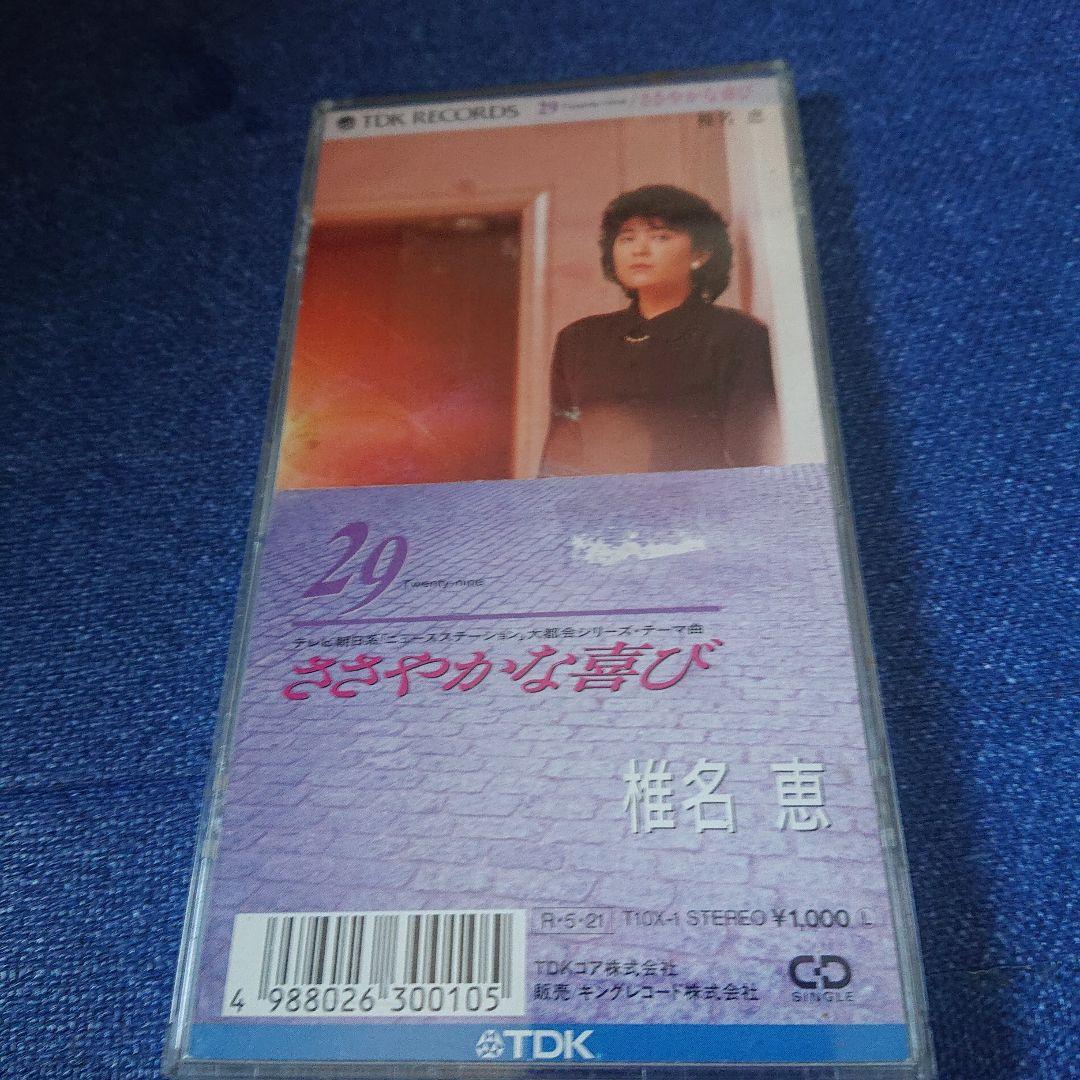 TDK RECORDS 29 Twenty-nine / ささやかな喜び
椎名 恵
29 Twenty-nine
テレビ朝日系「ニュースステーション」大都会シリーズ・テーマ曲
ささやかな喜び
椎名 恵
R・5・21 T10X-1 STEREO ¥1,000 L
TDKコア株式会社
販売/キングレコード株式会社
CD
SINGLE
4 988026 300105
TDK